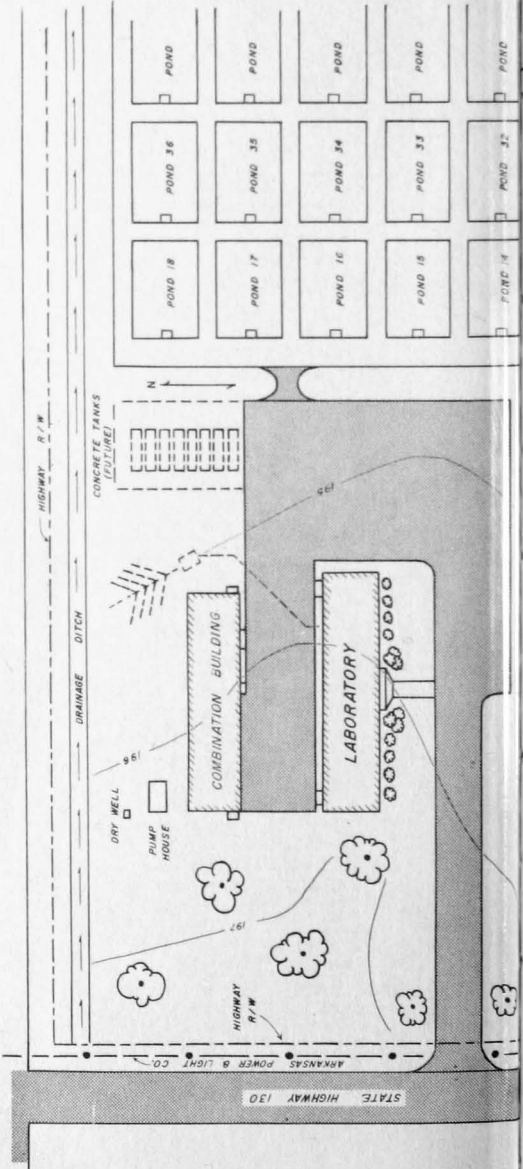 HIGHWAY R/W
DRAINAGE DITCH
POND
POND
POND
POND
POND
POND 36
POND 35
POND 34
POND 33
POND 32
POND 18
POND 17
POND 16
POND 15
POND 14
N
CONCRETE TANKS
(FUTURE)
195
196
COMBINATION BUILDING
LABORATORY
DRY WELL
PUMP
HOUSE
197
HIGHWAY
R/W
ARKANSAS POWER & LIGHT CO.
STATE HIGHWAY 130